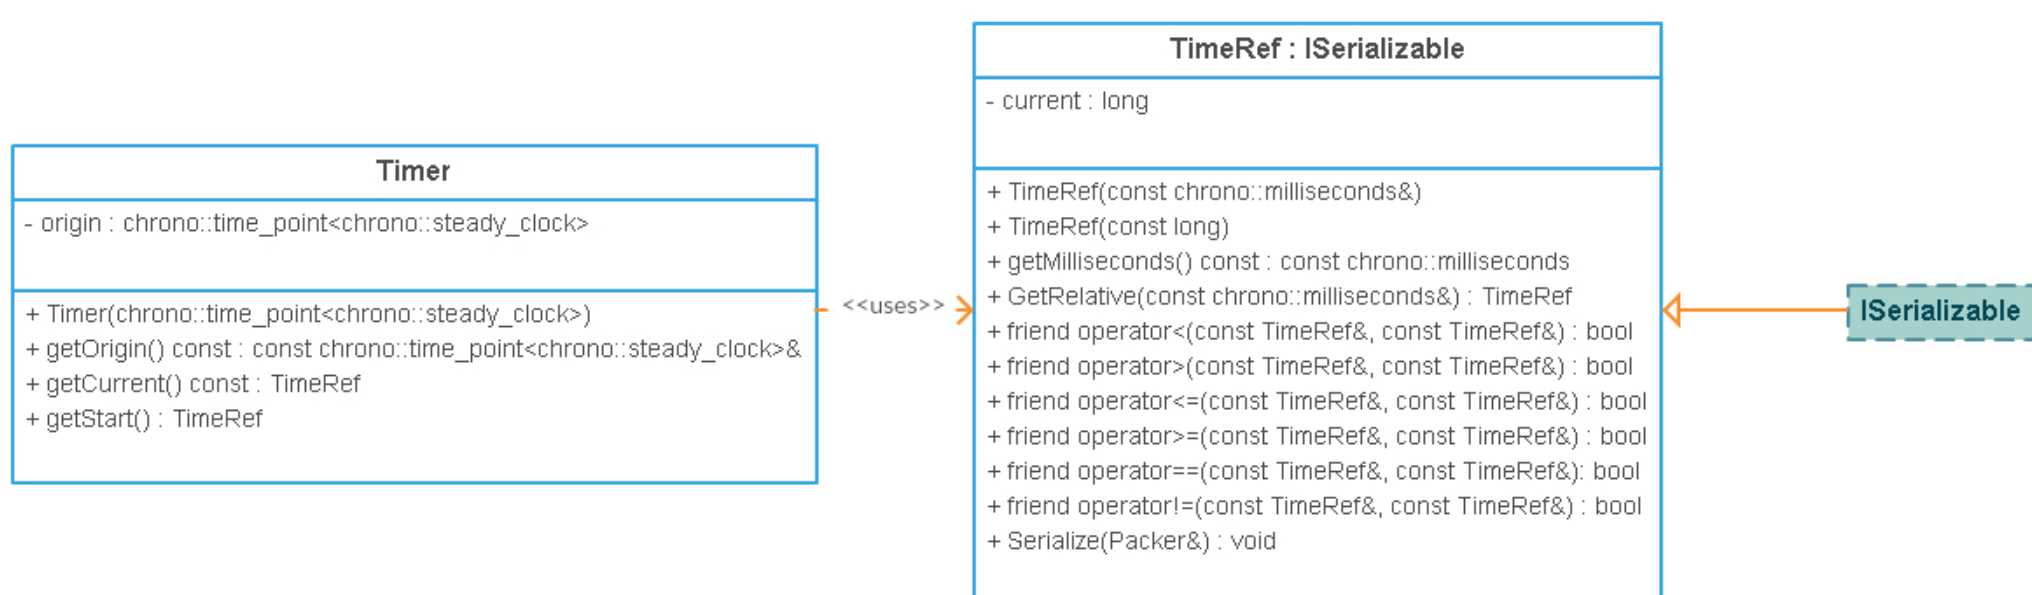 Timer
- origin : chrono::time_point<chrono::steady_clock>
+ Timer(chrono::time_point<chrono::steady_clock>)
+ getOrigin() const : const chrono::time_point<chrono::steady_clock>&
+ getCurrent() const : TimeRef
+ getStart() : TimeRef
<<uses>>
TimeRef : ISerializable
- current : long
+ TimeRef(const chrono::milliseconds&)
+ TimeRef(const long)
+ getMilliseconds() const : const chrono::milliseconds
+ GetRelative(const chrono::milliseconds&) : TimeRef
+ friend operator<(const TimeRef&, const TimeRef&) : bool
+ friend operator>(const TimeRef&, const TimeRef&) : bool
+ friend operator<=(const TimeRef&, const TimeRef&) : bool
+ friend operator>=(const TimeRef&, const TimeRef&) : bool
+ friend operator==(const TimeRef&, const TimeRef&): bool
+ friend operator!=(const TimeRef&, const TimeRef&) : bool
+ Serialize(Packer&) : void
ISerializable